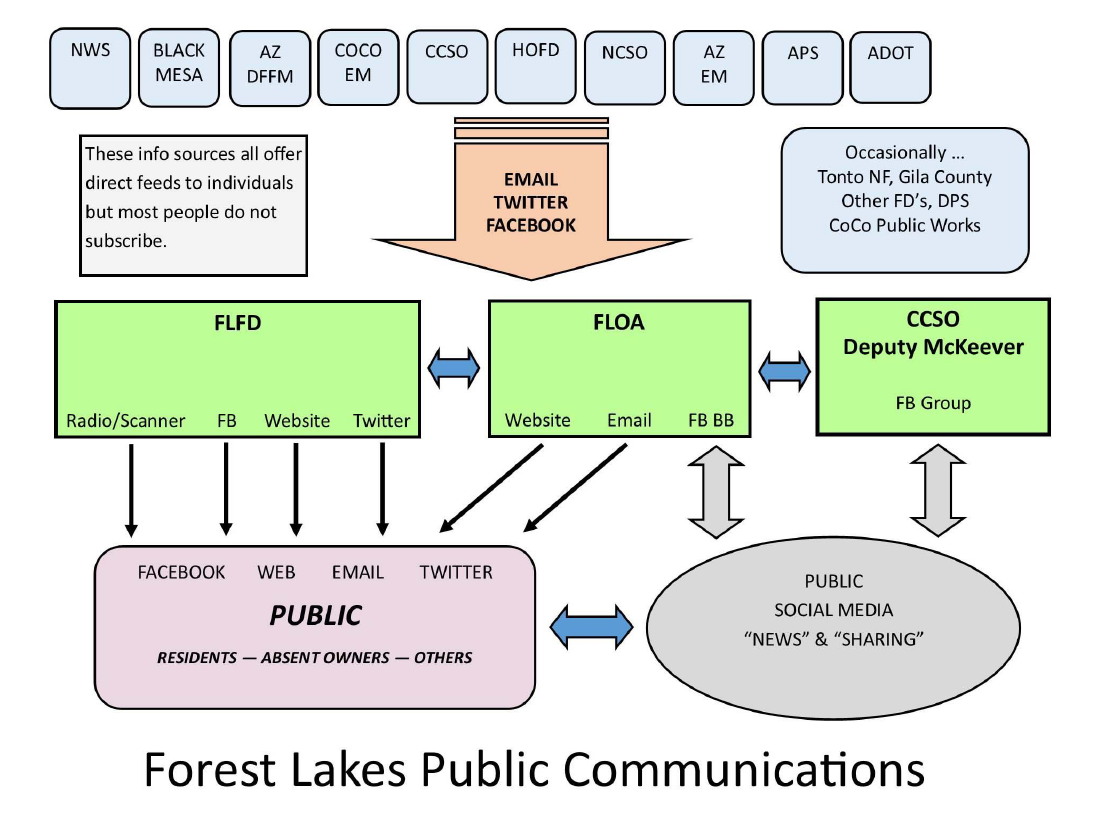 NWS
BLACK
MESA
AZ
DFFM
COCO
EM
CCSO
HOFD
NCSO
AZ
EM
APS
ADOT
These info sources all offer
direct feeds to individuals
but most people do not
subscribe.
EMAIL
TWITTER
FACEBOOK
Occasionally ...
Tonto NF, Gila County
Other FD’s, DPS
CoCo Public Works
FLFD
Radio/Scanner FB Website Twitter
FLOA
Website Email FB BB
CCSO
Deputy McKeever
FB Group
FACEBOOK WEB EMAIL TWITTER
PUBLIC
RESIDENTS — ABSENT OWNERS — OTHERS
PUBLIC
SOCIAL MEDIA
“NEWS” & “SHARING”
Forest Lakes Public Communications